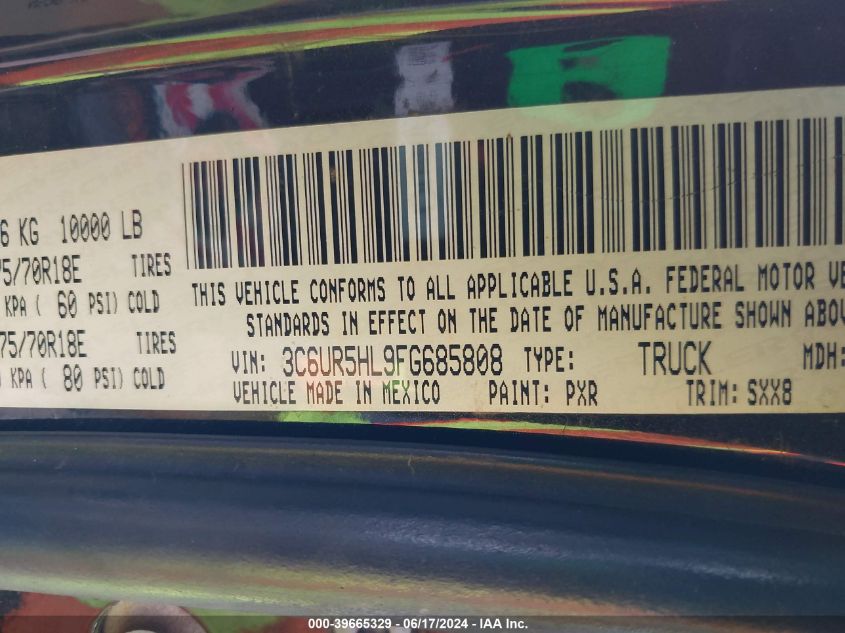 6 KG 10000 LB
75/70R18E TIRES
KPA ( 60 PSI) COLD
75/70R18E TIRES
KPA ( 80 PSI) COLD
THIS VEHICLE CONFORMS TO ALL APPLICABLE U.S.A. FEDERAL MOTOR VE
STANDARDS IN EFFECT ON THE DATE OF MANUFACTURE SHOWN ABOV
VIN: 3C6UR5HL9FG685808 TYPE: TRUCK MDH:
VEHICLE MADE IN MEXICO PAINT: PXR TRIM: SXX8
000-39665329 - 06/17/2024 - IAA Inc.